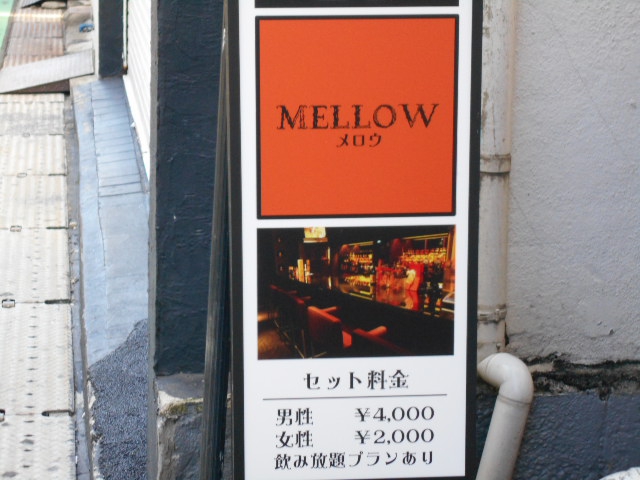 MELLOW
メロウ
セット料金
男性 ¥4,000
女性 ¥2,000
飲み放題プランあり